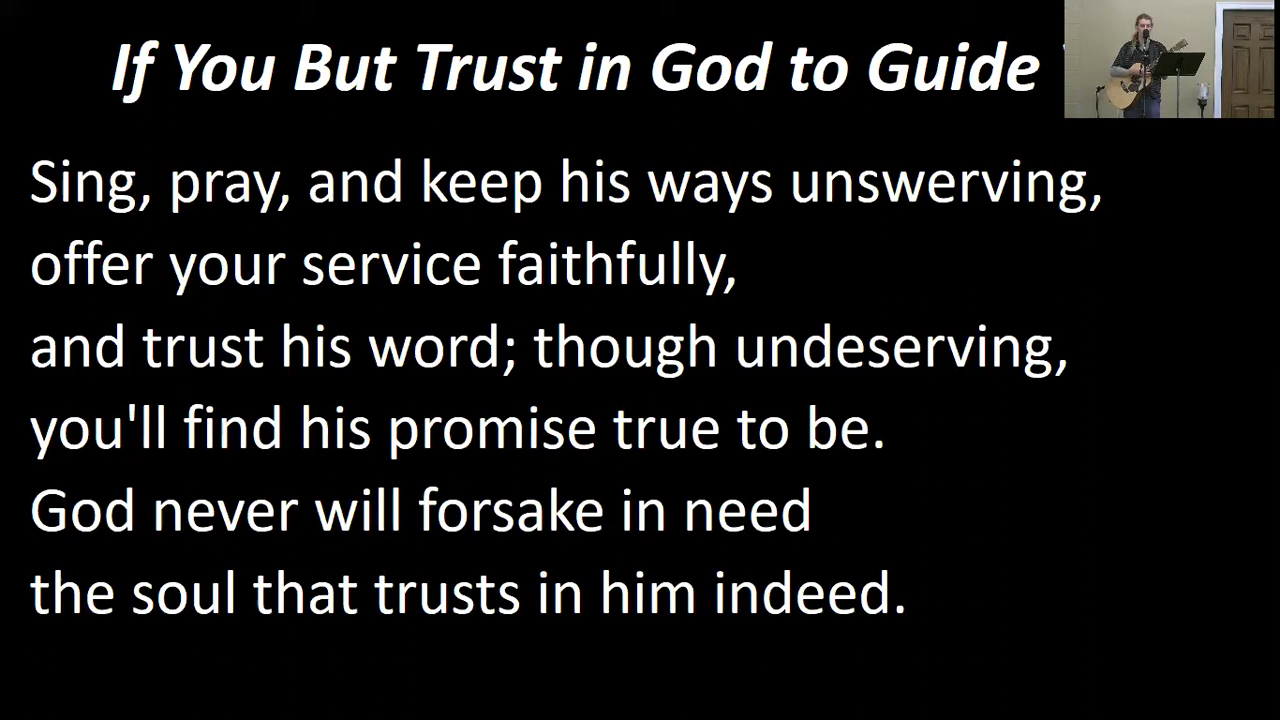 If You But Trust in God to Guide
Sing, pray, and keep his ways unswerving,
offer your service faithfully,
and trust his word; though undeserving,
you'll find his promise true to be.
God never will forsake in need
the soul that trusts in him indeed.